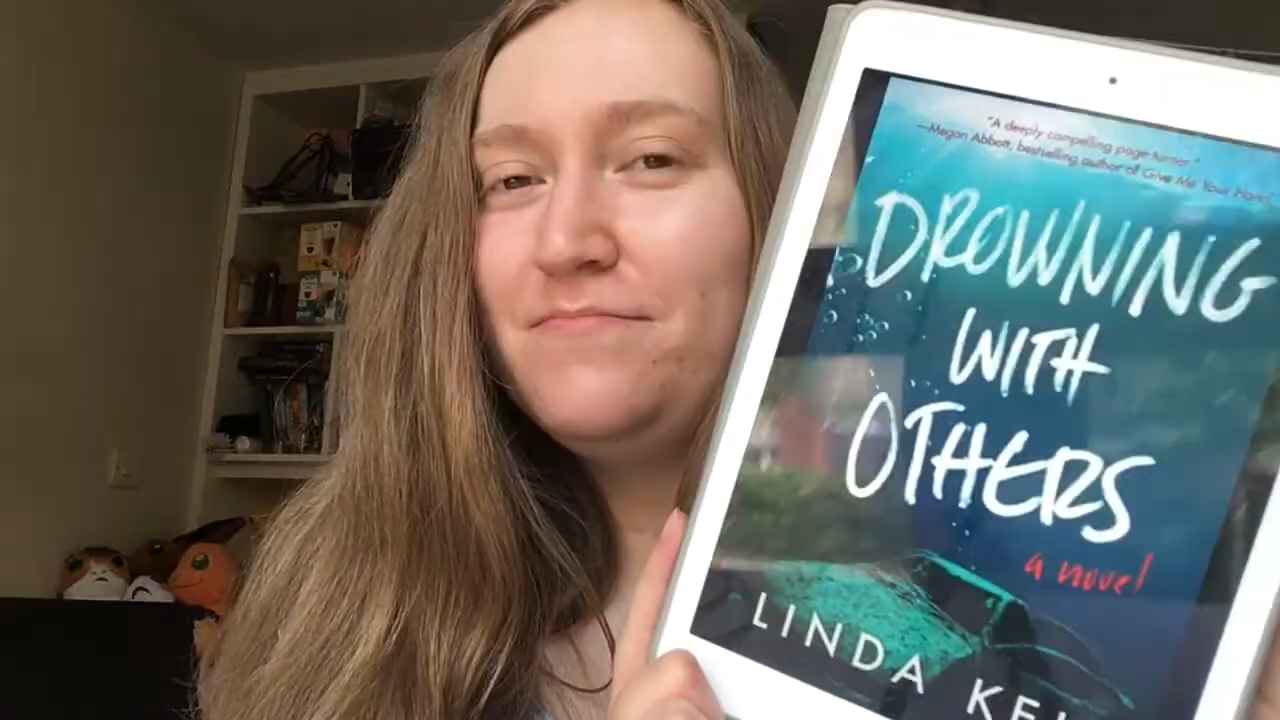 "A deeply compelling page-turner."
—Megan Abbott, bestselling author of Give Me Your Hand
DROWNING
WITH
OTHERS
a novel
LINDA